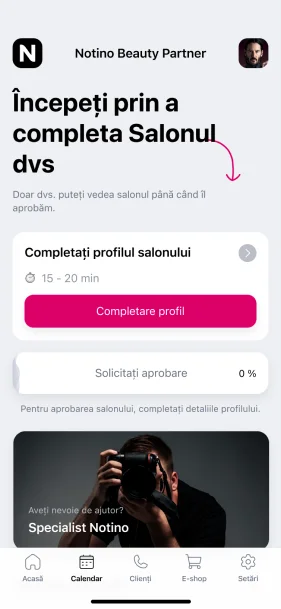 N
Notino Beauty Partner
Începeți prin a
completa Salonul
dvs
Doar dvs. puteți vedea salonul până când îl
aprobăm.
Completați profilul salonului
15 - 20 min
Completare profil
Solicitați aprobare
0 %
Pentru aprobarea salonului, completați detaliile profilului.
Aveți nevoie de ajutor?
Specialist Notino
Acasă
Calendar
Clienți
E-shop
Setări